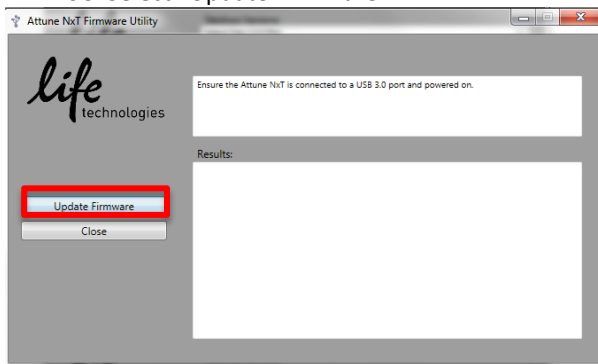 Attune NxT Firmware Utility
life
technologies
Ensure the Attune NxT is connected to a USB 3.0 port and powered on.
Results:
Update Firmware
Close